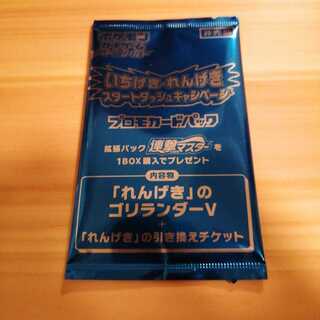 非売品
いちげき・れんげき
スタートダッシュキャンペーン
プロモカードパック
拡張パック 連撃マスター を
1BOX購入でプレゼント
内容物
「れんげき」の
ゴリランダーV
+
「れんげき」の引き換えチケット